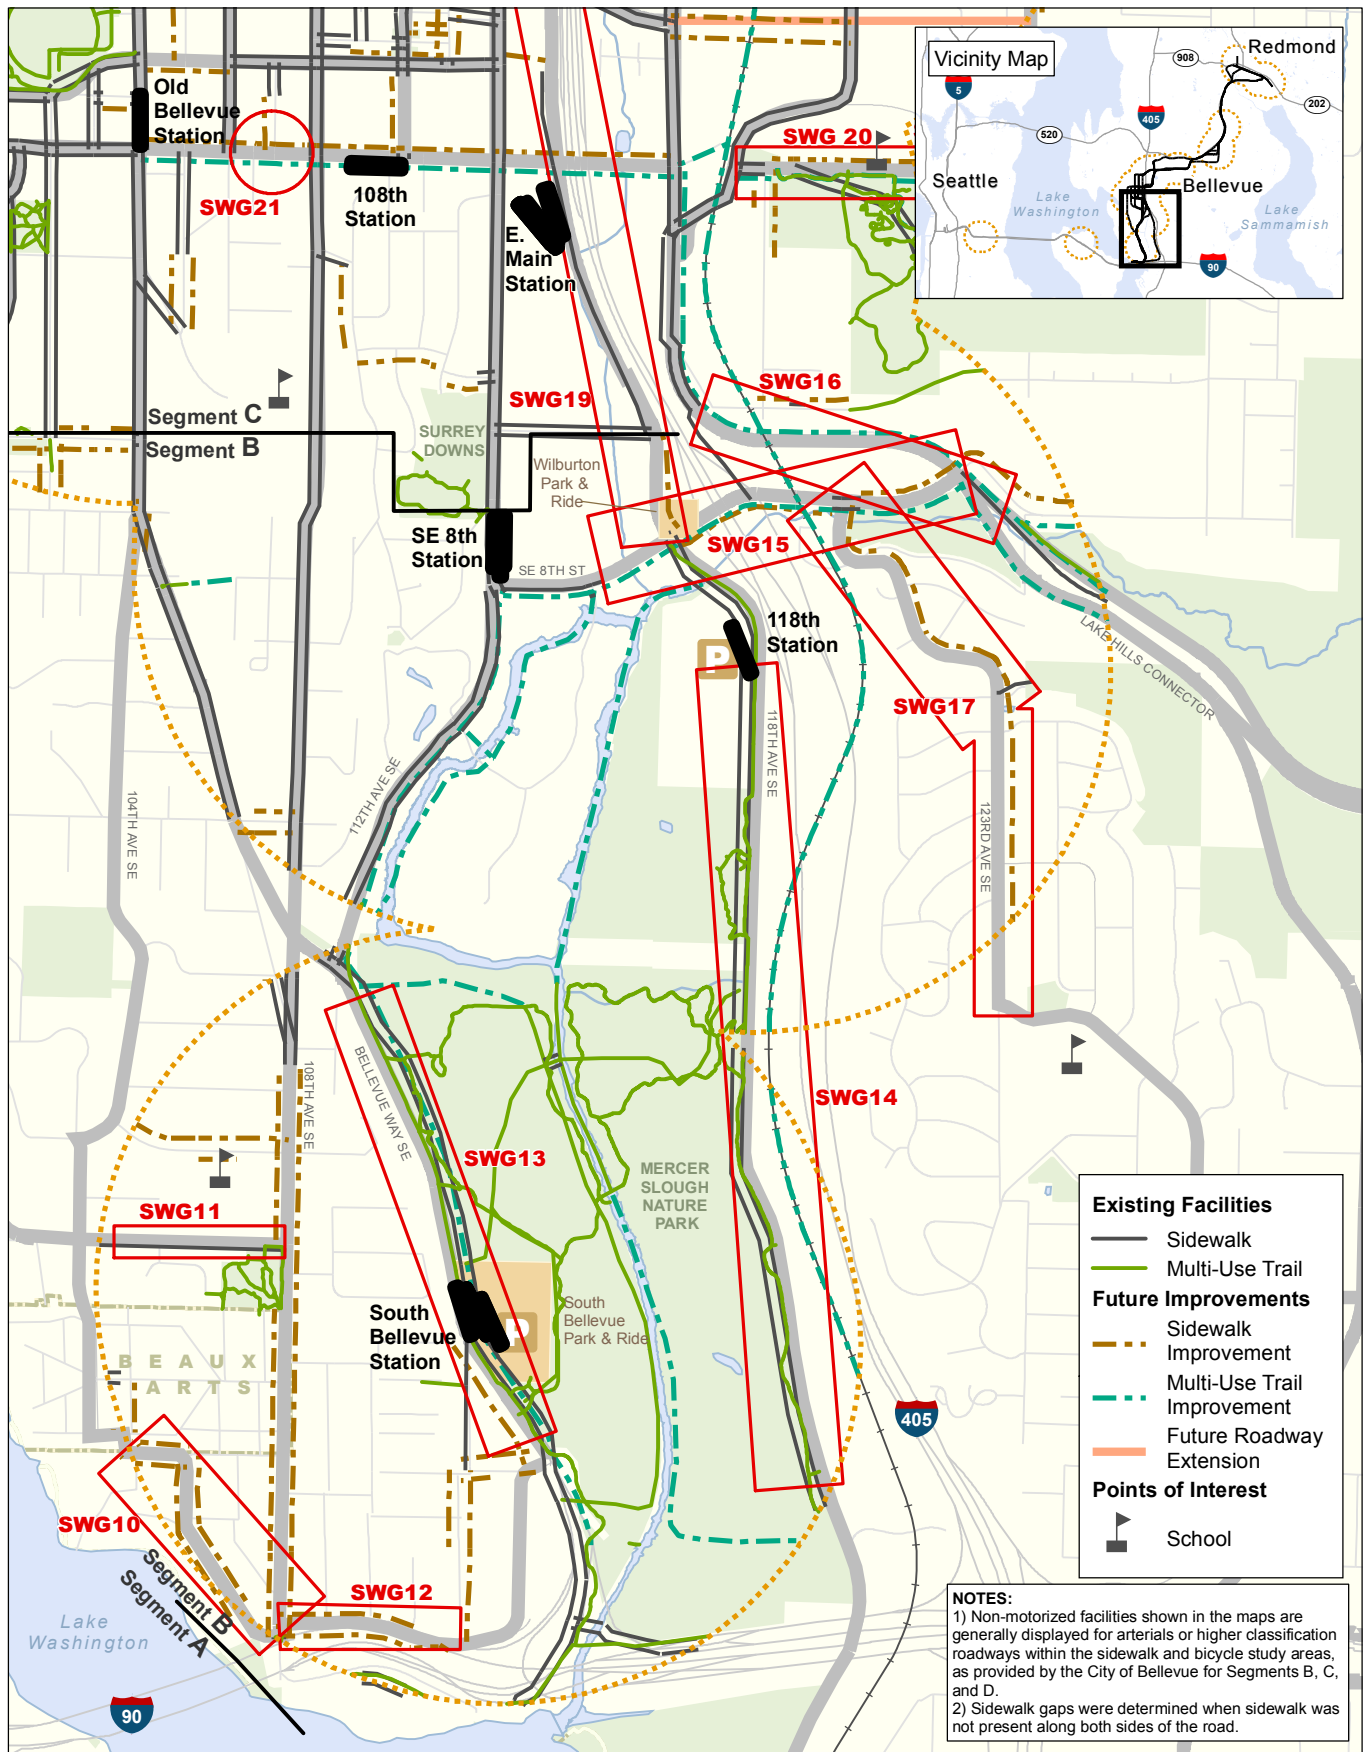 Vicinity Map
Redmond
908
5
202
405
520
Seattle
Bellevue
Lake
Washington
Lake
Sammamish
90
Old
Bellevue
Station
SWG21
108th
Station
E.
Main
Station
SWG 20
SWG16
SWG19
Segment C
Segment B
SURREY
DOWNS
Wilburton
Park &
Ride
SE 8th
Station
SE 8TH ST
SWG15
118th
Station
P
LAKE HILLS CONNECTOR
SWG17
118TH AVE SE
112TH AVE SE
104TH AVE SE
123RD AVE SE
108TH AVE SE
BELLEVUE WAY SE
SWG14
SWG13
MERCER
SLOUGH
NATURE
PARK
SWG11
South
Bellevue
Station
P
South
Bellevue
Park & Ride
BEAUX
ARTS
405
SWG10
Segment B
Segment A
SWG12
Lake
Washington
90
Existing Facilities
Sidewalk
Multi-Use Trail
Future Improvements
Sidewalk
Improvement
Multi-Use Trail
Improvement
Future Roadway
Extension
Points of Interest
School
NOTES:
1) Non-motorized facilities shown in the maps are
generally displayed for arterials or higher classification
roadways within the sidewalk and bicycle study areas,
as provided by the City of Bellevue for Segments B, C,
and D.
2) Sidewalk gaps were determined when sidewalk was
not present along both sides of the road.